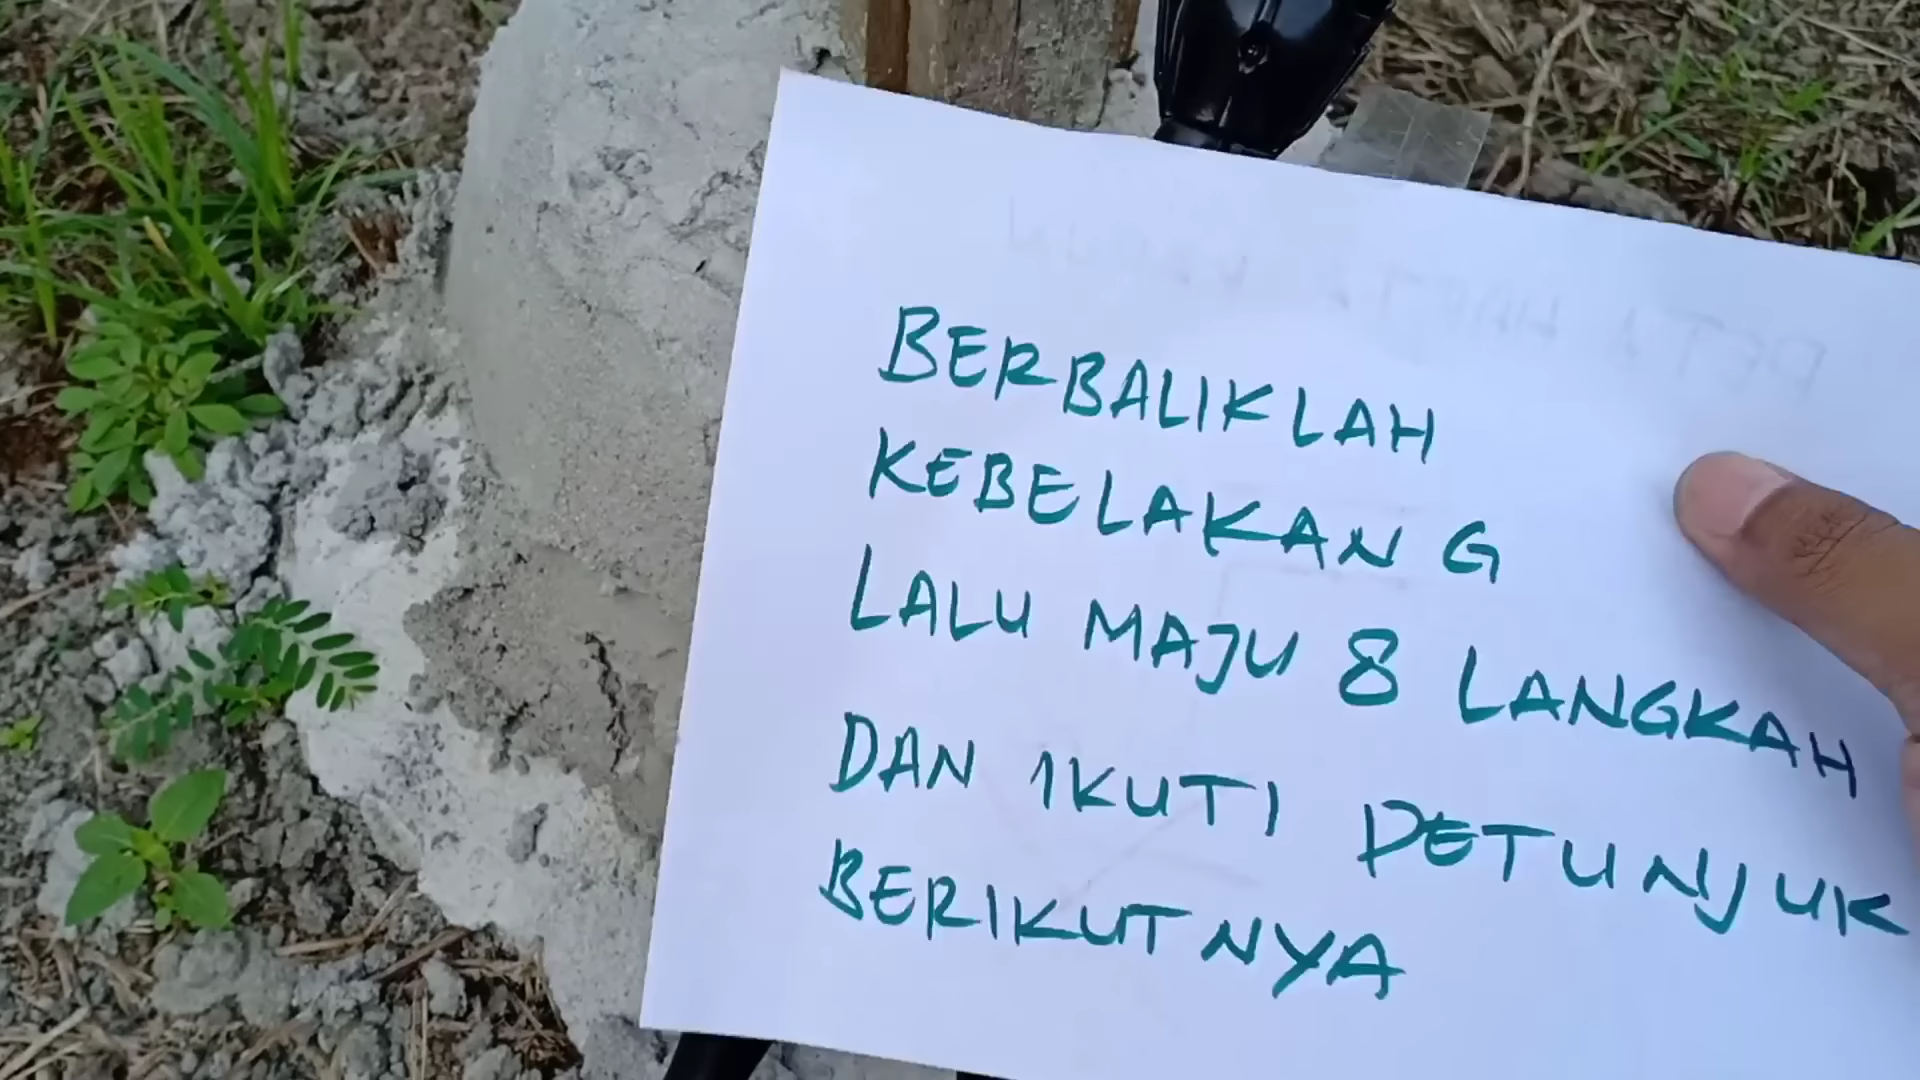 BERBALIKLAH
KEBELAKANG
LALU MAJU 8 LANGKAH
DAN IKUTI PETUNJUK
BERIKUTNYA